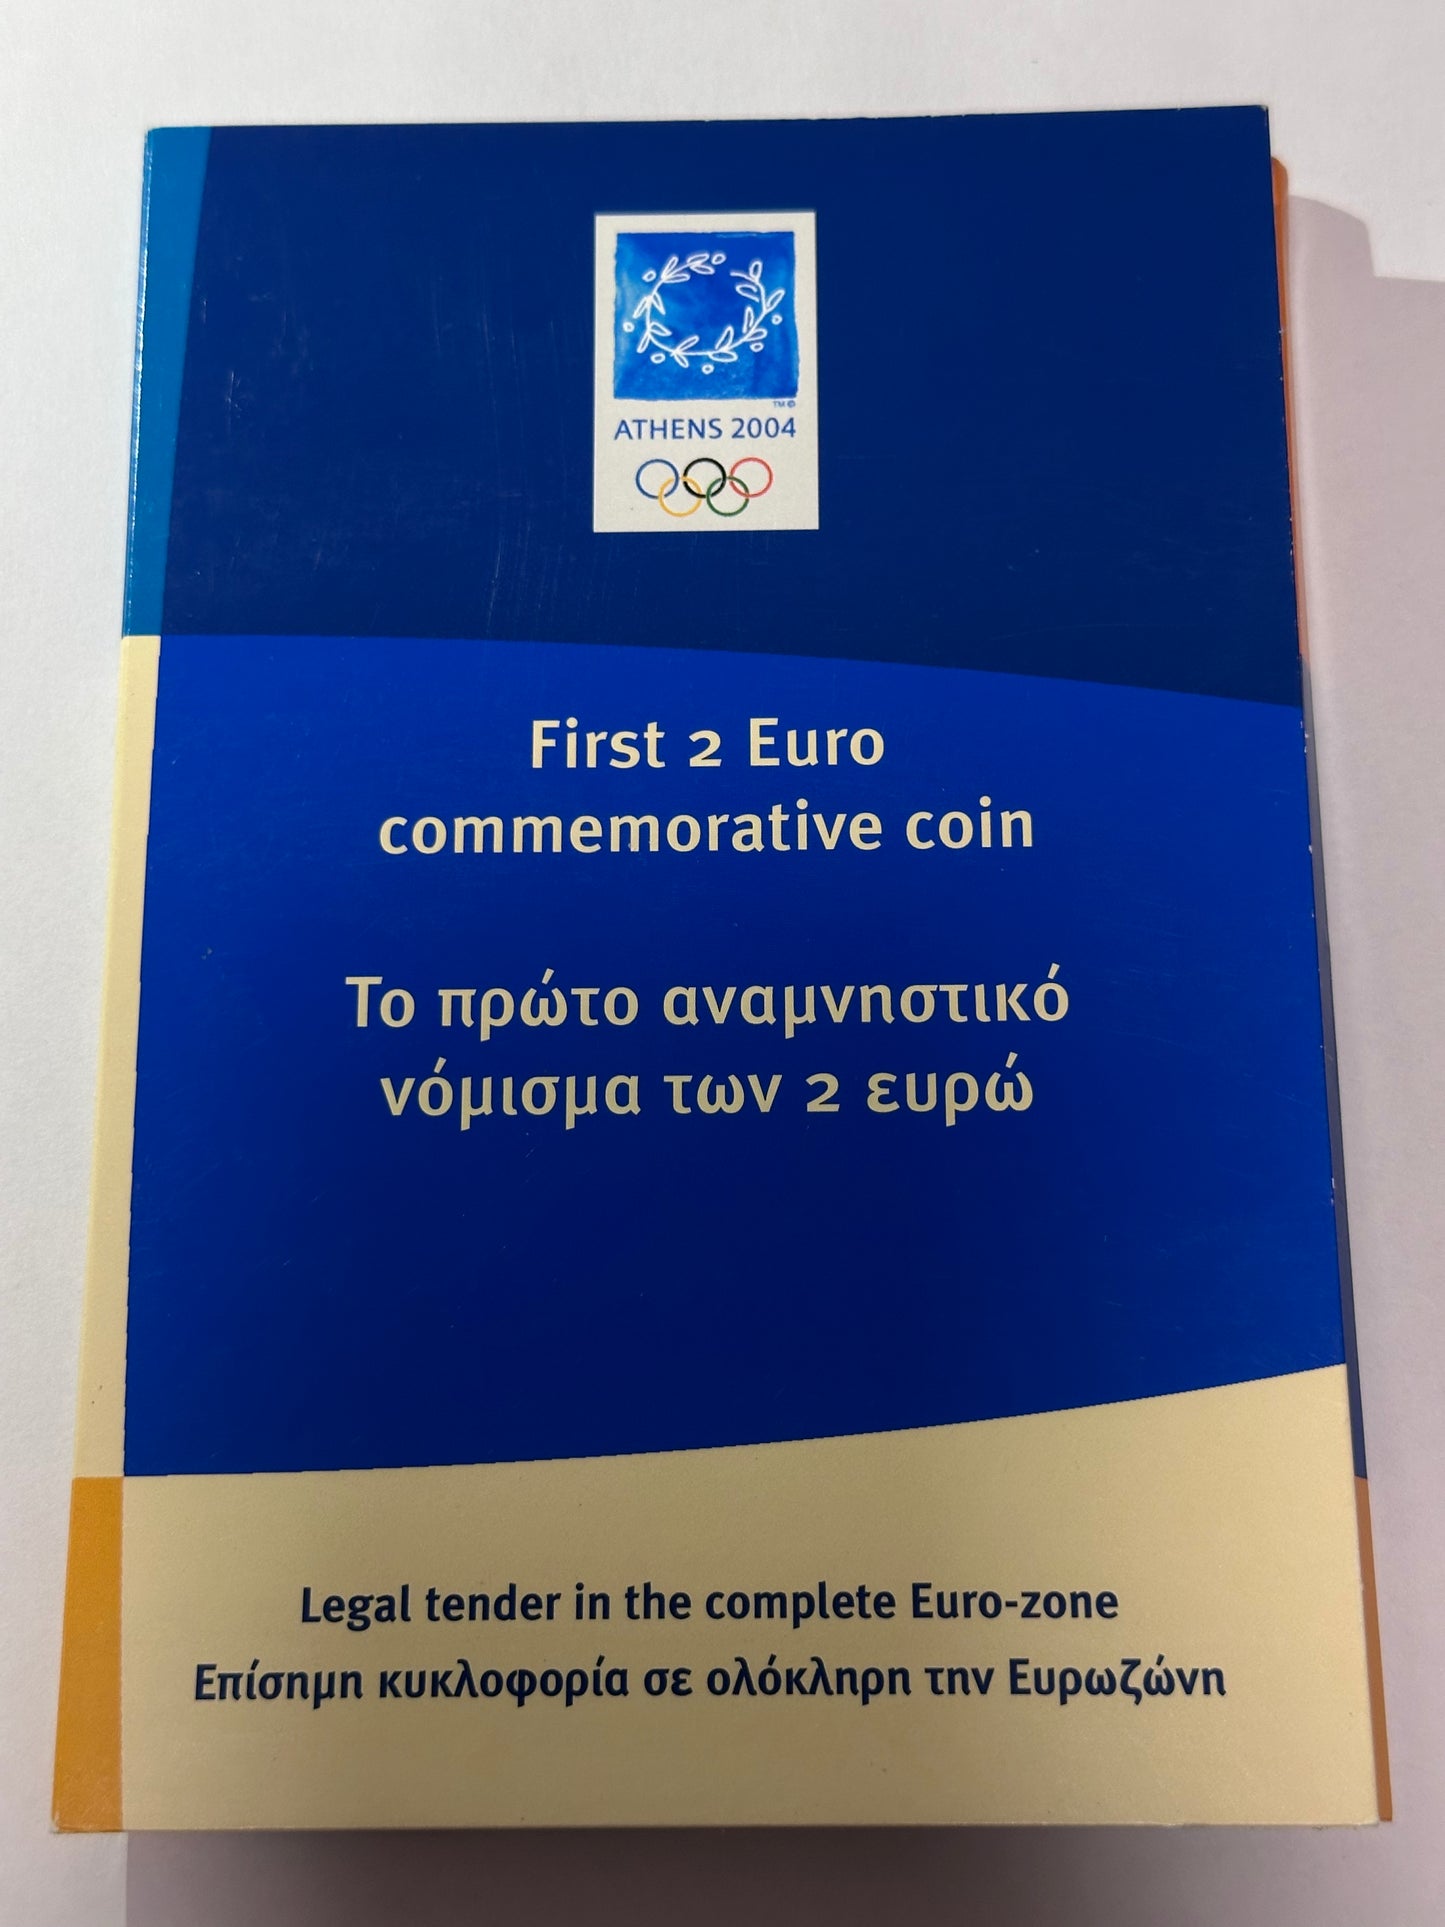 TM ©
ATHENS 2004
First 2 Euro
commemorative coin
Το πρώτο αναμνηστικό
νόμισμα των 2 ευρώ
Legal tender in the complete Euro-zone
Επίσημη κυκλοφορία σε ολόκληρη την Ευρωζώνη